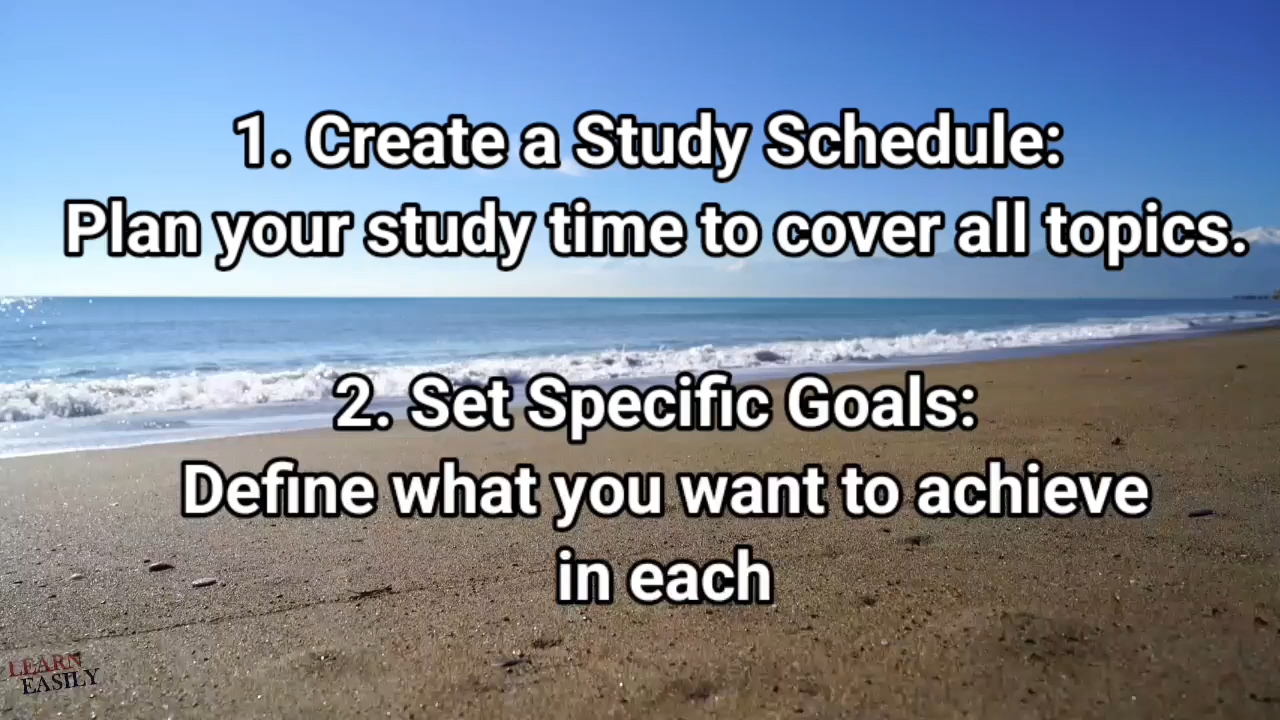 1. Create a Study Schedule:
Plan your study time to cover all topics.
2. Set Specific Goals:
Define what you want to achieve
in each
LEARN
EASILY